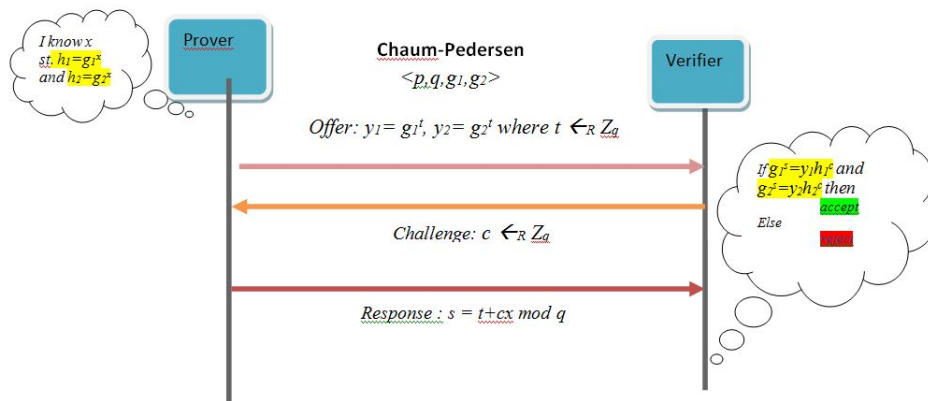 I know x
st. h₁=g₁ˣ
and h₂=g₂ˣ
Prover
Chaum-Pedersen
<p,q,g₁,g₂>
Verifier
Offer: y₁= g₁ᵗ, y₂= g₂ᵗ where t ←R Zq
If g₁ˢ=y₁h₁ᶜ and
g₂ˢ=y₂h₂ᶜ then
accept
Else
reject
Challenge: c ←R Zq
Response : s = t+cx mod q